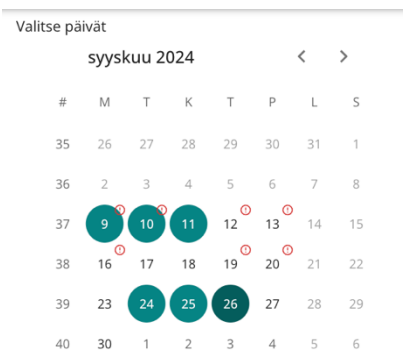 Valitse päivät
syyskuu 2024
# M T K T P L S
35 26 27 28 29 30 31 1
36 2 3 4 5 6 7 8
37 9 10 11 12 13 14 15
38 16 17 18 19 20 21 22
39 23 24 25 26 27 28 29
40 30 1 2 3 4 5 6